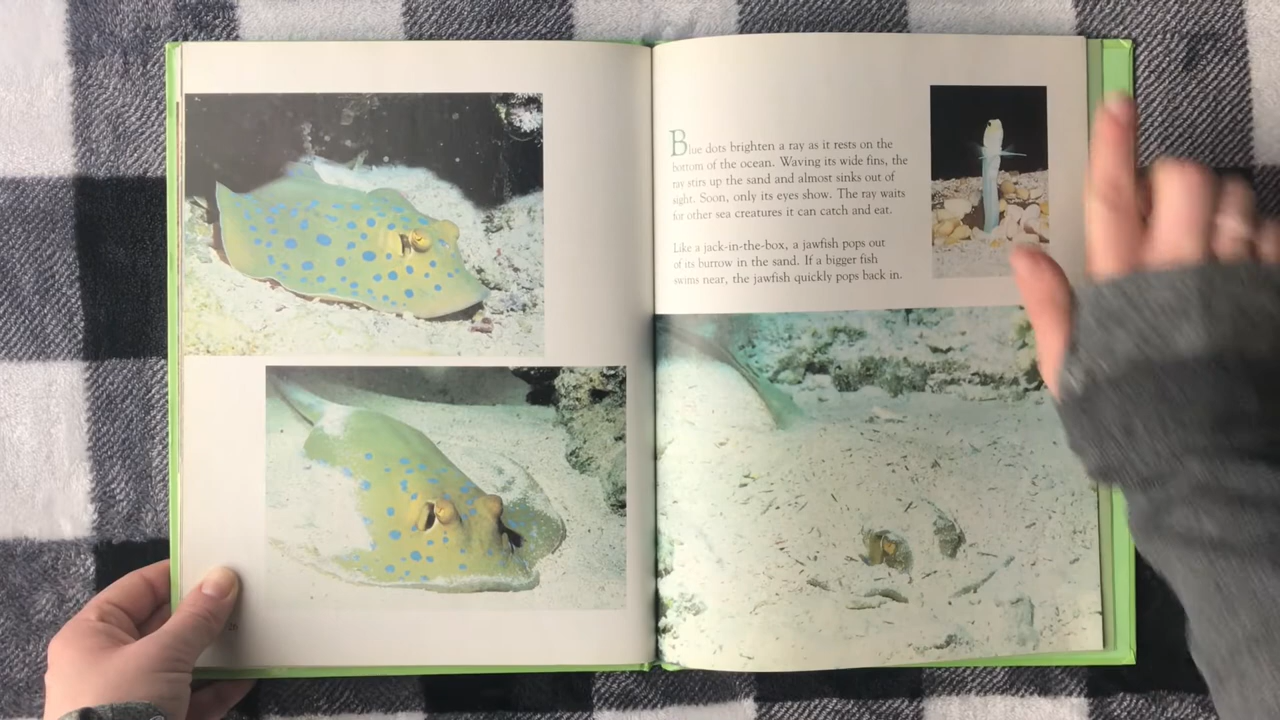 26
Blue dots brighten a ray as it rests on the
bottom of the ocean. Waving its wide fins, the
ray stirs up the sand and almost sinks out of
sight. Soon, only its eyes show. The ray waits
for other sea creatures it can catch and eat.
Like a jack-in-the-box, a jawfish pops out
of its burrow in the sand. If a bigger fish
swims near, the jawfish quickly pops back in.